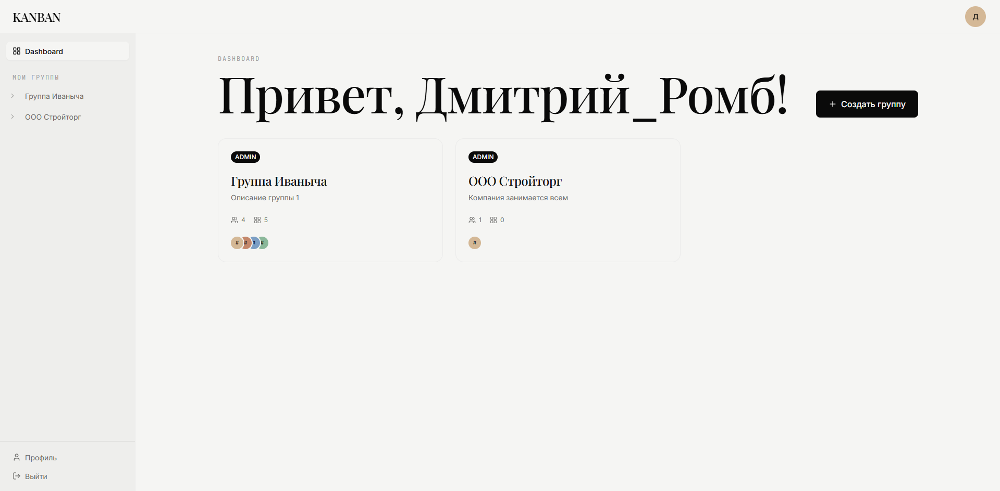 KANBAN
Д
Dashboard
МОИ ГРУППЫ
Группа Иваныча
ООО Стройторг
DASHBOARD
Привет, Дмитрий_Ромб!
+ Создать группу
ADMIN
Группа Иваныча
Описание группы 1
4 5
# # # #
ADMIN
ООО Стройторг
Компания занимается всем
1 0
#
Профиль
Выйти